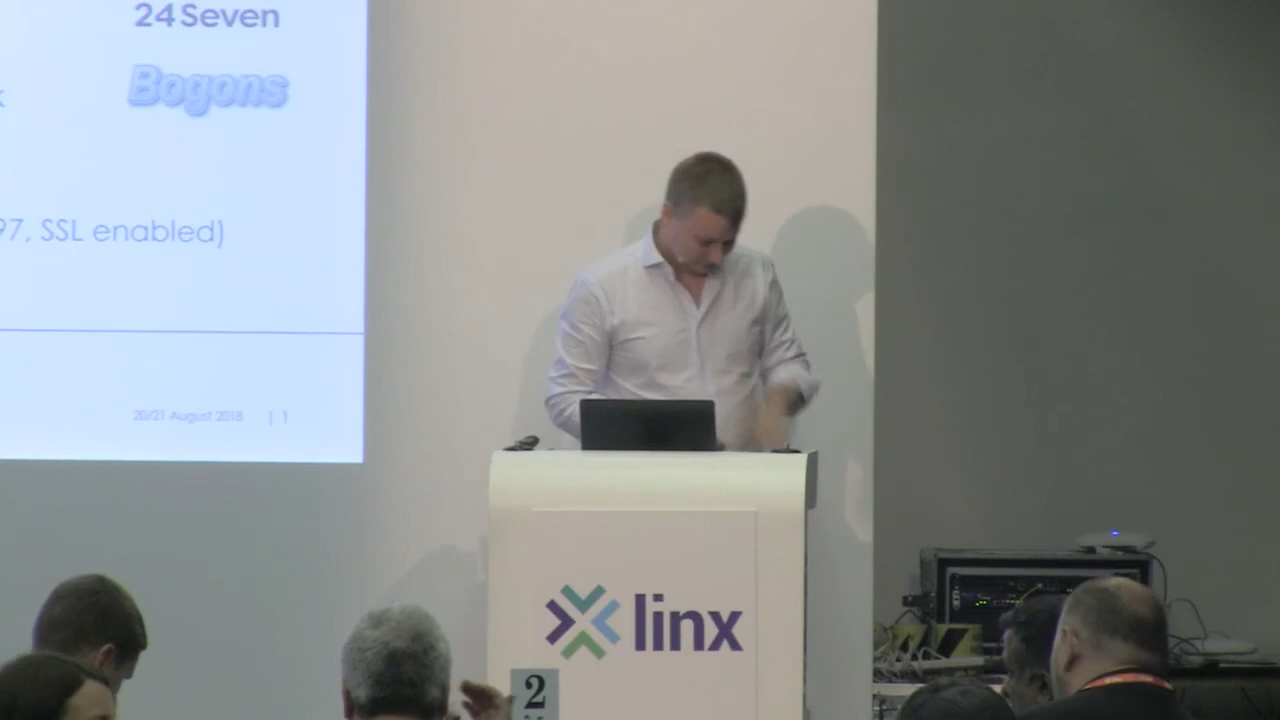 24Seven
Bogons
97, SSL enabled)
20/21 August 2018 | 1
linx
2